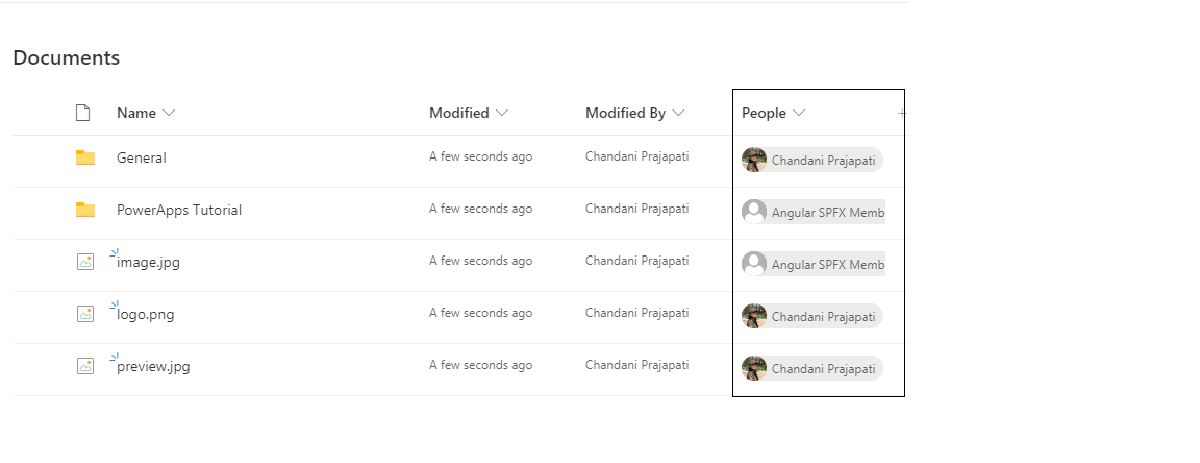 Documents
Name Modified Modified By People
General A few seconds ago Chandani Prajapati Chandani Prajapati
PowerApps Tutorial A few seconds ago Chandani Prajapati Angular SPFX Memb
image.jpg A few seconds ago Chandani Prajapati Angular SPFX Memb
logo.png A few seconds ago Chandani Prajapati Chandani Prajapati
preview.jpg A few seconds ago Chandani Prajapati Chandani Prajapati